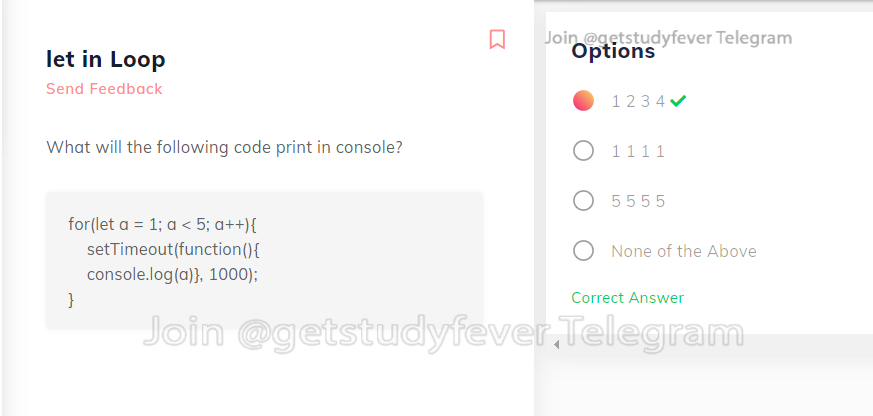 let in Loop
Send Feedback
What will the following code print in console?
for(let a = 1; a < 5; a++){
setTimeout(function(){
console.log(a)}, 1000);
}
Join @getstudyfever Telegram
Options
1 2 3 4
1 1 1 1
5 5 5 5
None of the Above
Correct Answer
Join @getstudyfever Telegram